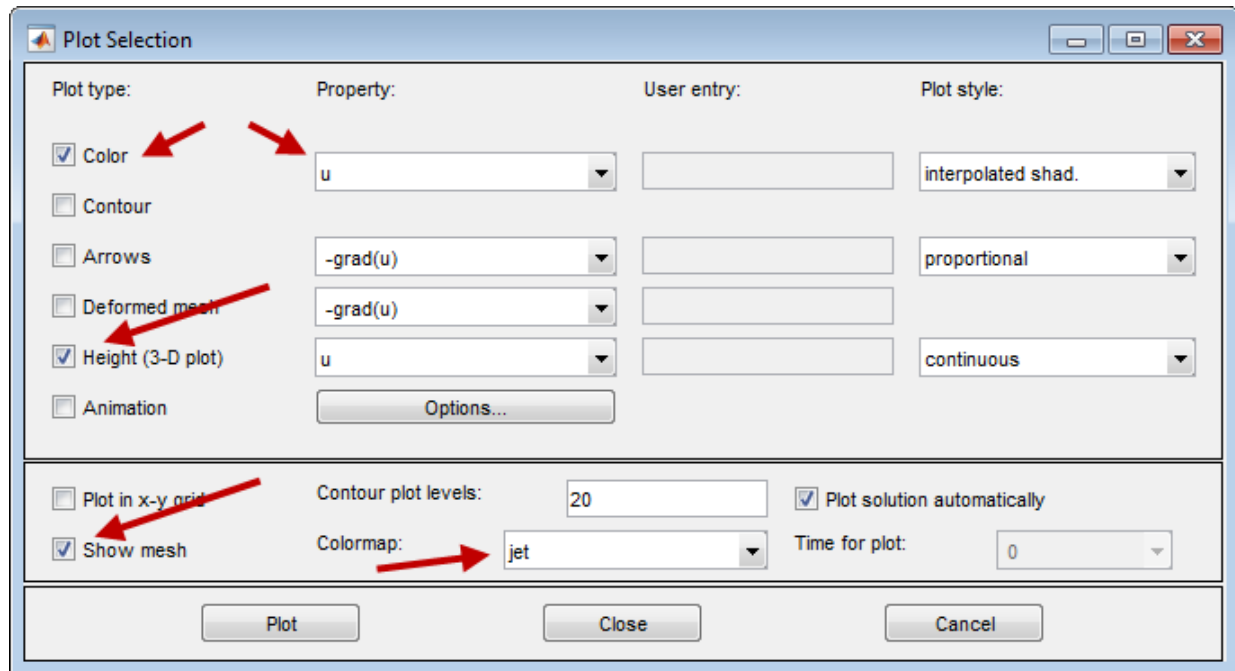 Plot Selection
Plot type: Property: User entry: Plot style:
Color u interpolated shad.
Contour
Arrows -grad(u) proportional
Deformed mesh -grad(u)
Height (3-D plot) u continuous
Animation Options...
Plot in x-y grid Contour plot levels: 20 Plot solution automatically
Show mesh Colormap: jet Time for plot: 0
Plot Close Cancel